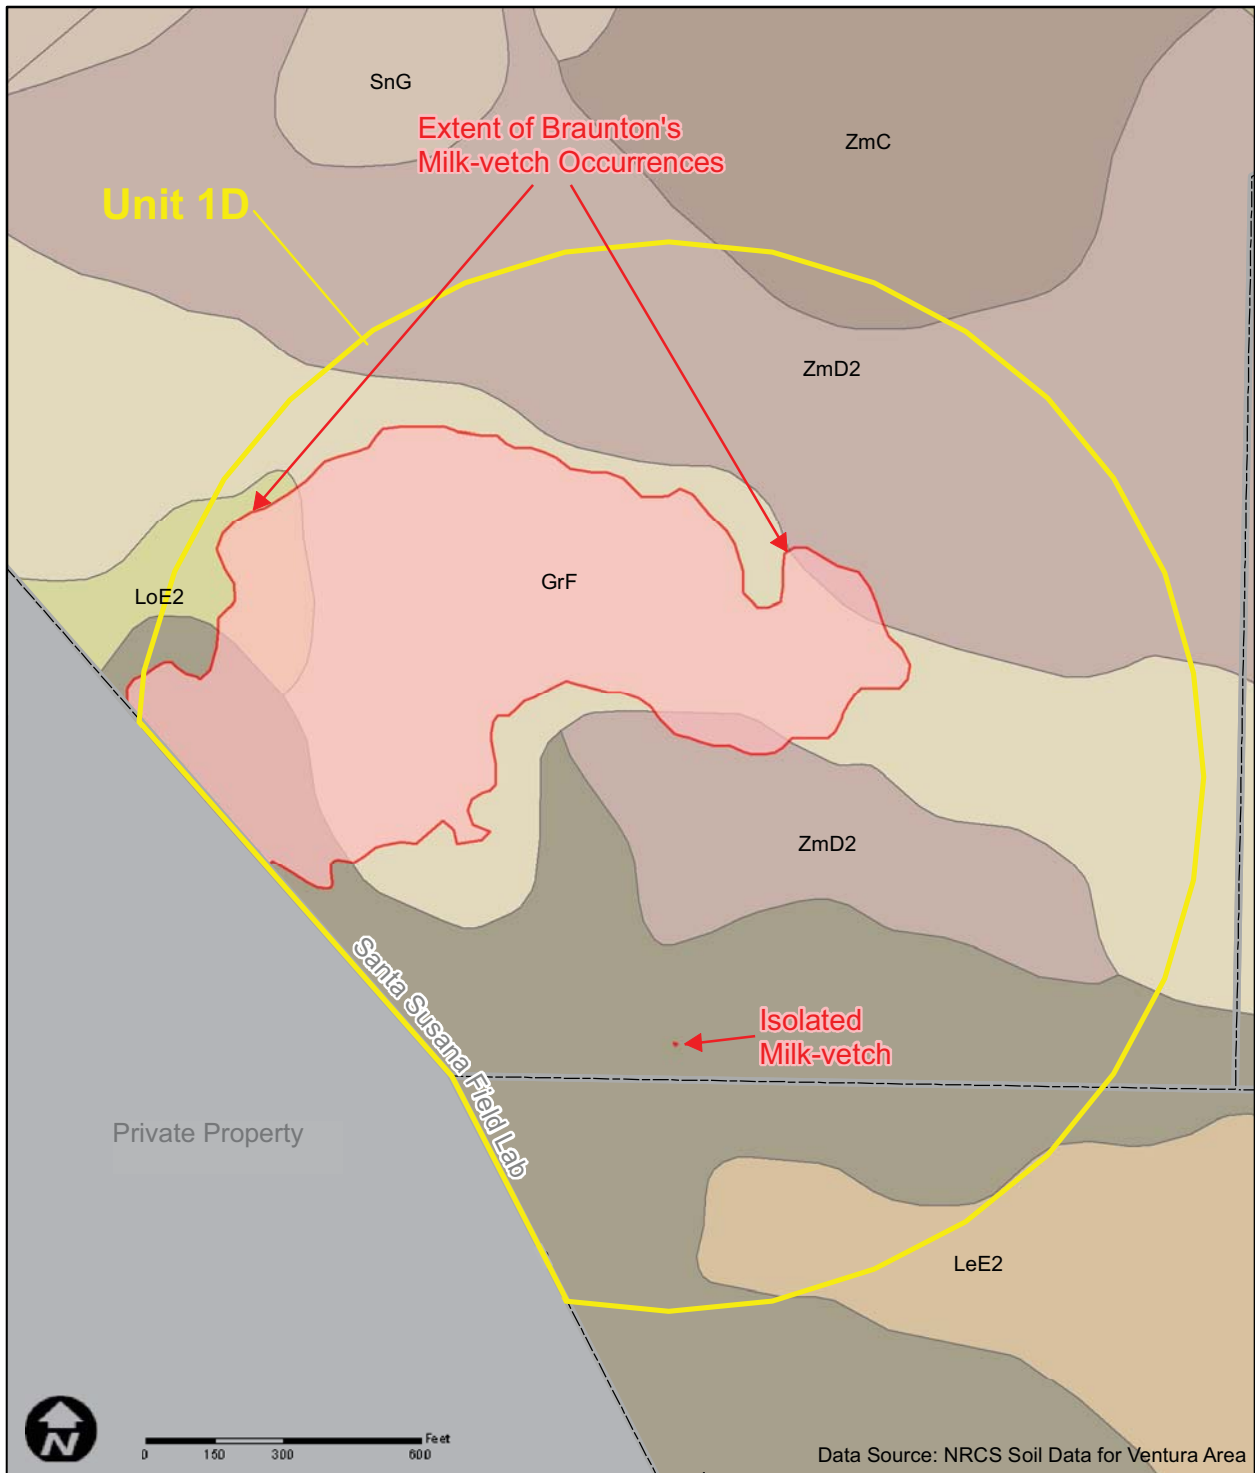 SnG
ZmC
Extent of Braunton's
Milk-vetch Occurrences
Unit 1D
ZmD2
GrF
LoE2
ZmD2
Santa Susana Field Lab
Isolated
Milk-vetch
Private Property
LeE2
N
Feet
0 150 300 600
Data Source: NRCS Soil Data for Ventura Area